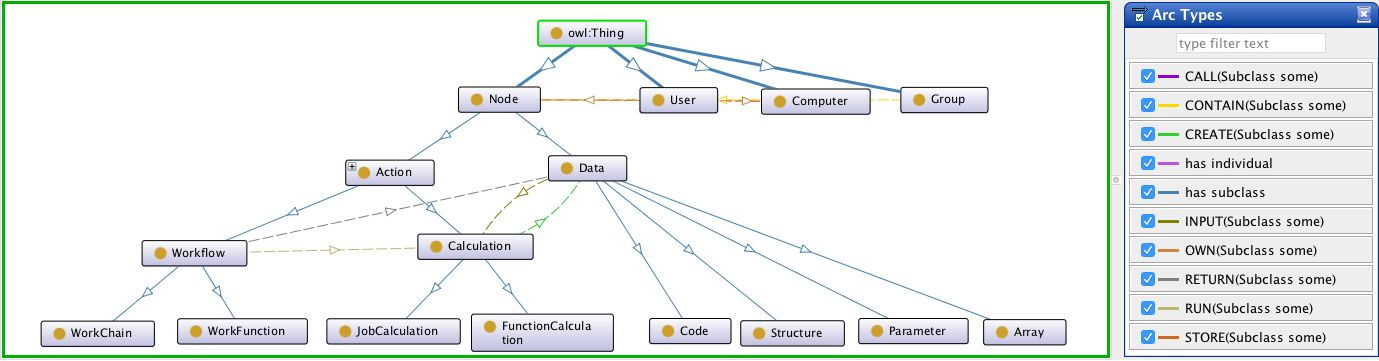 owl:Thing
Node
User
Computer
Group
Action
Data
Workflow
Calculation
WorkChain
WorkFunction
JobCalculation
FunctionCalcula
tion
Code
Structure
Parameter
Array
Arc Types
type filter text
CALL(Subclass some)
CONTAIN(Subclass some)
CREATE(Subclass some)
has individual
has subclass
INPUT(Subclass some)
OWN(Subclass some)
RETURN(Subclass some)
RUN(Subclass some)
STORE(Subclass some)